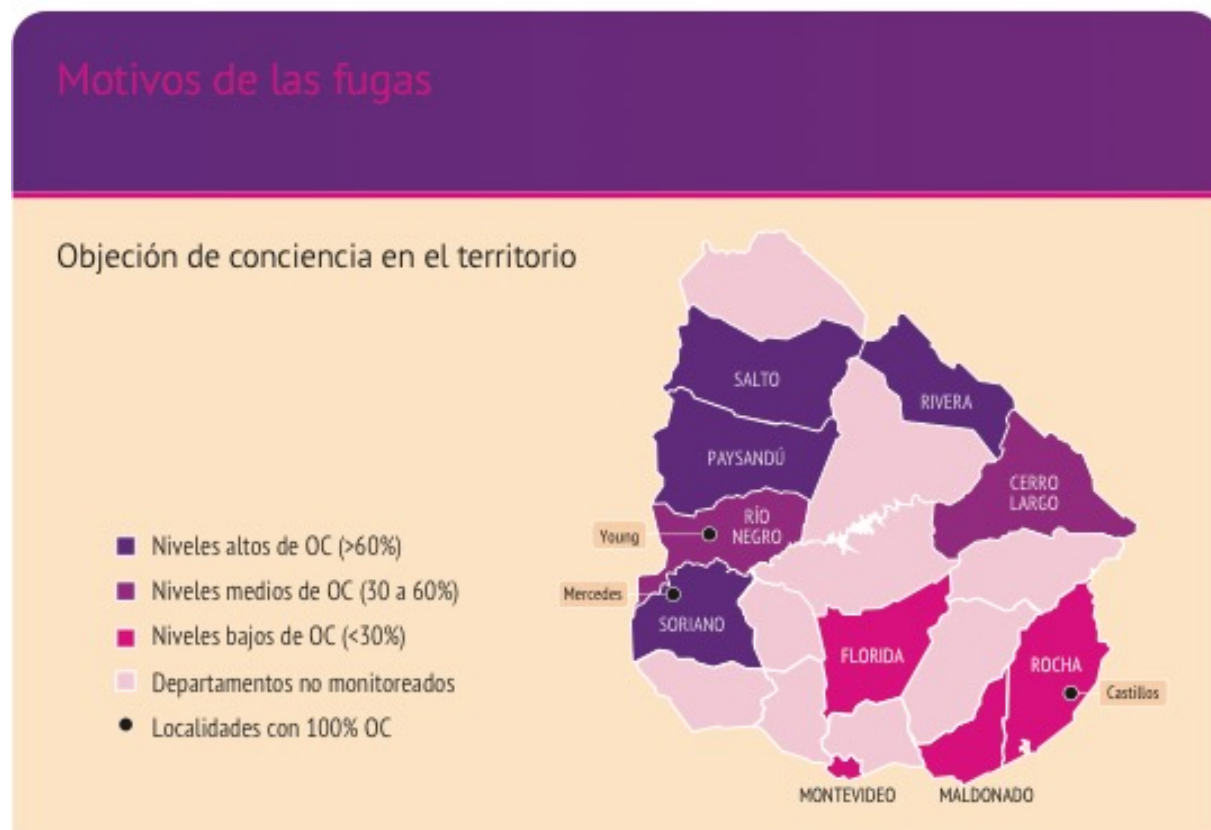 Motivos de las fugas
Objeción de conciencia en el territorio
SALTO
RIVERA
PAYSANDÚ
CERRO
LARGO
RÍO
NEGRO
Young
Mercedes
SORIANO
FLORIDA
ROCHA
Castillos
MONTEVIDEO
MALDONADO
Niveles altos de OC (>60%)
Niveles medios de OC (30 a 60%)
Niveles bajos de OC (<30%)
Departamentos no monitoreados
Localidades con 100% OC